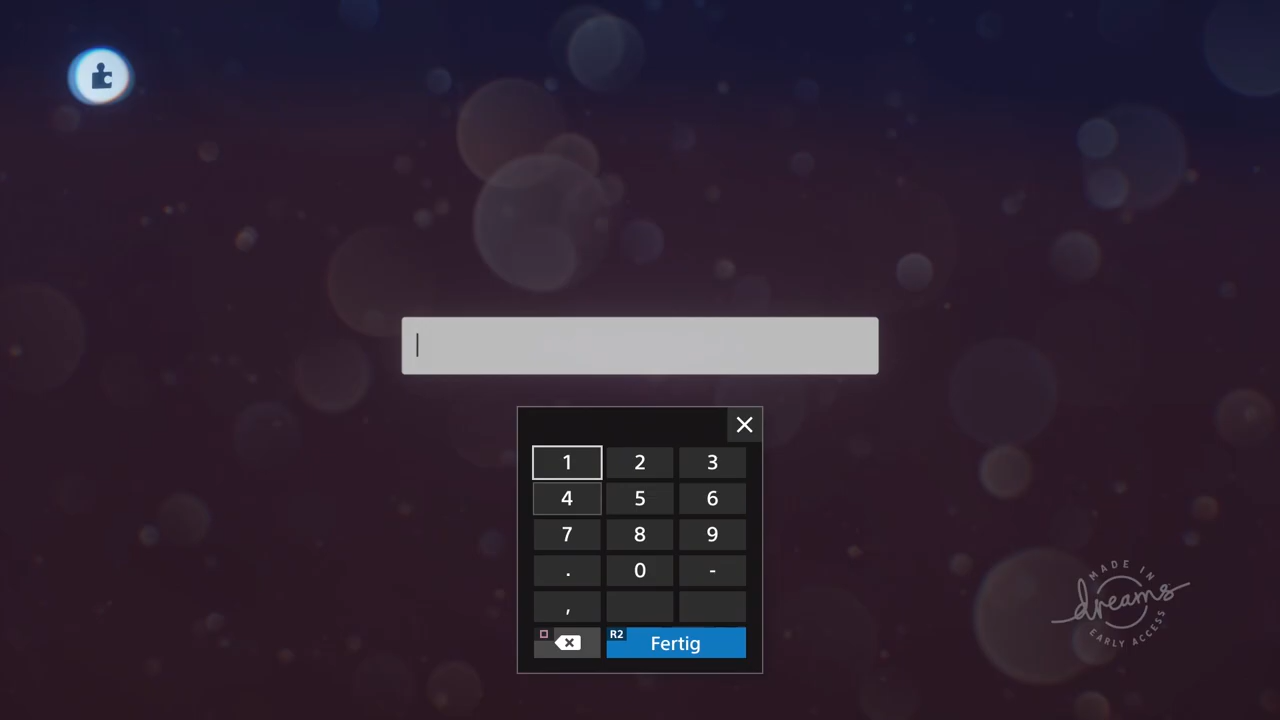 1 2 3
4 5 6
7 8 9
. 0 -
,
R2 Fertig
MADE IN
dreams
EARLY ACCESS